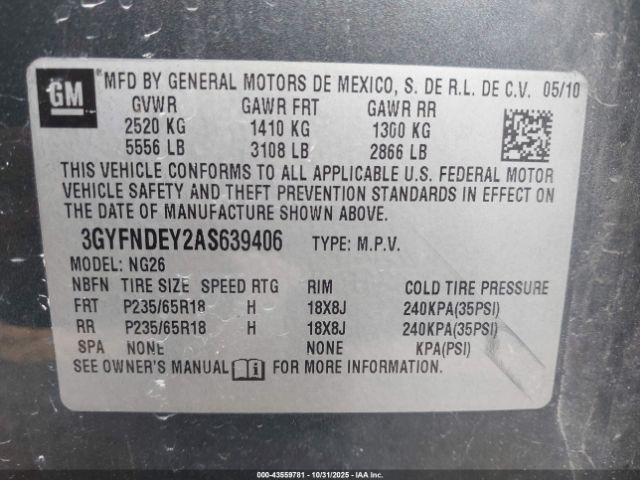 GM
MFD BY GENERAL MOTORS DE MEXICO, S. DE R.L. DE C.V. 05/10
GVWR GAWR FRT GAWR RR
2520 KG 1410 KG 1300 KG
5556 LB 3108 LB 2866 LB
THIS VEHICLE CONFORMS TO ALL APPLICABLE U.S. FEDERAL MOTOR
VEHICLE SAFETY AND THEFT PREVENTION STANDARDS IN EFFECT ON
THE DATE OF MANUFACTURE SHOWN ABOVE.
3GYFNDEY2AS639406 TYPE: M.P.V.
MODEL: NG26
NBFN TIRE SIZE SPEED RTG RIM COLD TIRE PRESSURE
FRT P235/65R18 H 18X8J 240KPA(35PSI)
RR P235/65R18 H 18X8J 240KPA(35PSI)
SPA NONE NONE KPA(PSI)
SEE OWNER'S MANUAL FOR MORE INFORMATION.
000-43559781 - 10/31/2025 - IAAI, Inc.